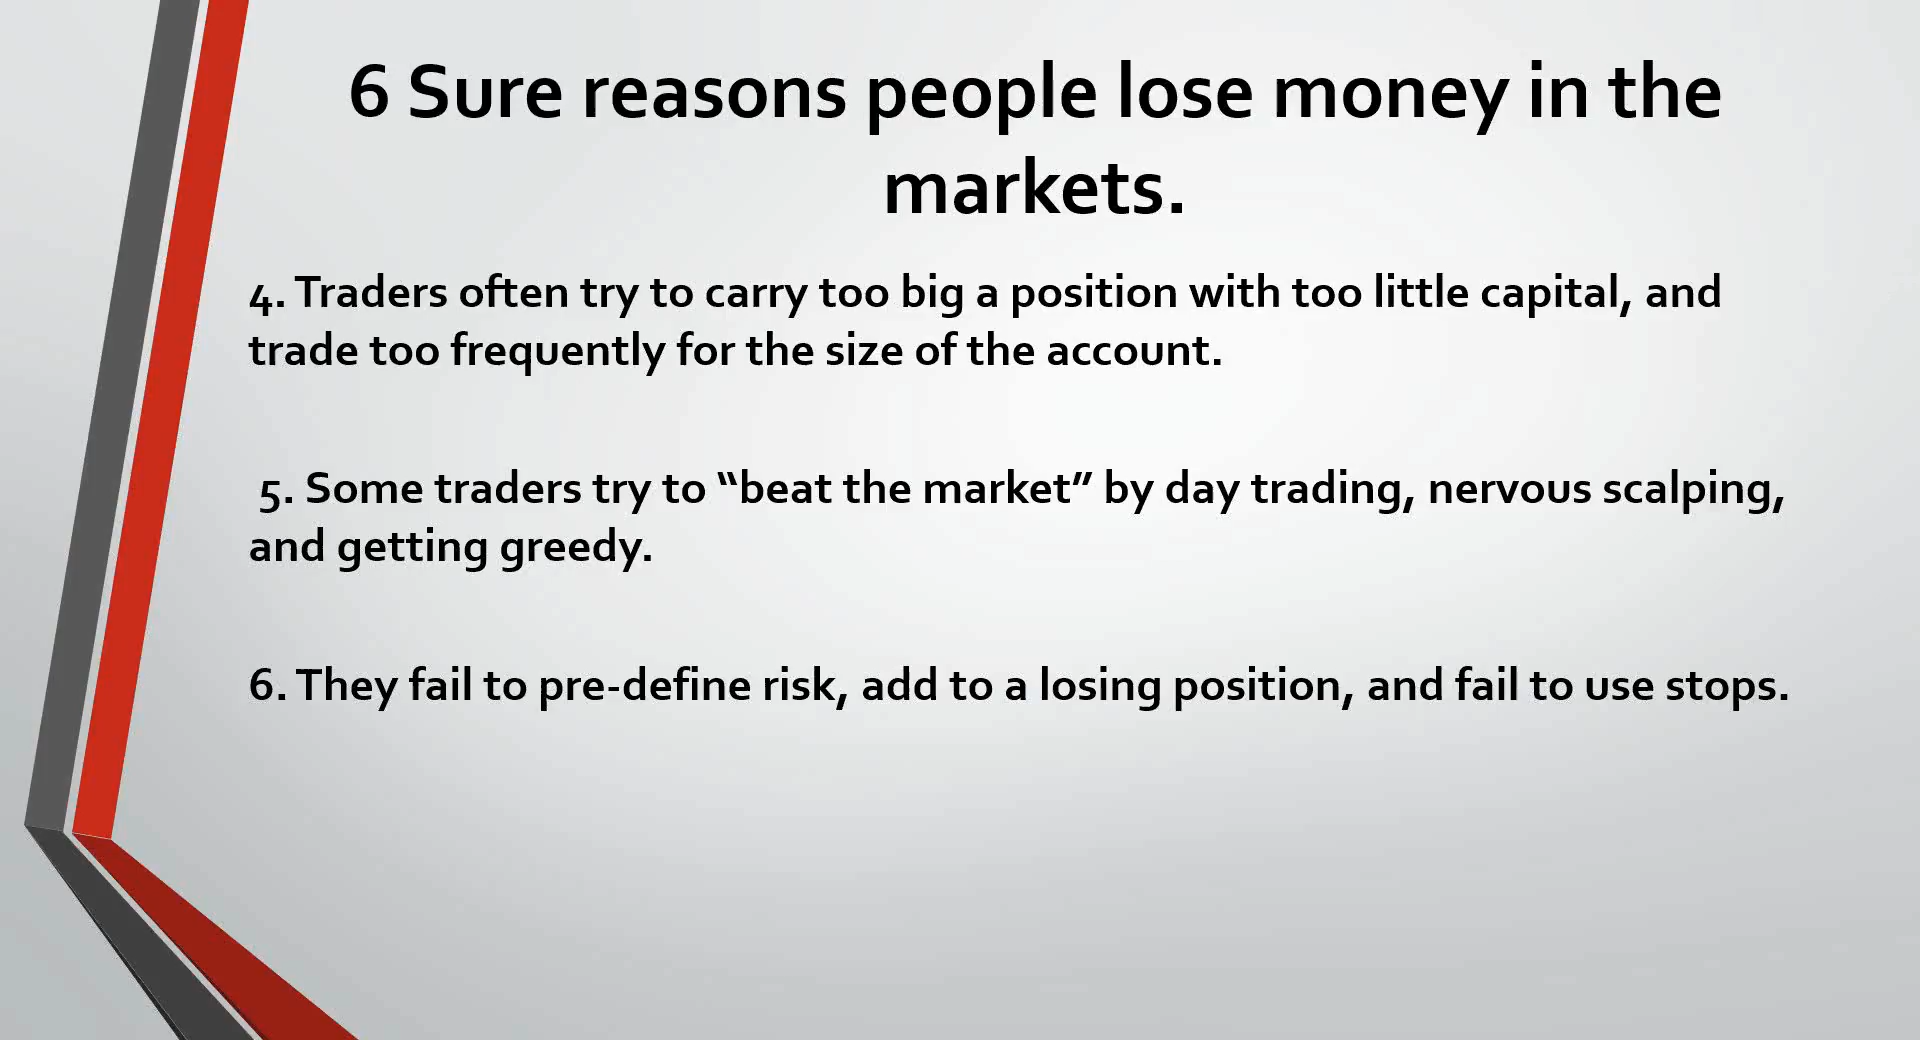 6 Sure reasons people lose money in the
markets.
4. Traders often try to carry too big a position with too little capital, and
trade too frequently for the size of the account.
5. Some traders try to “beat the market” by day trading, nervous scalping,
and getting greedy.
6. They fail to pre-define risk, add to a losing position, and fail to use stops.